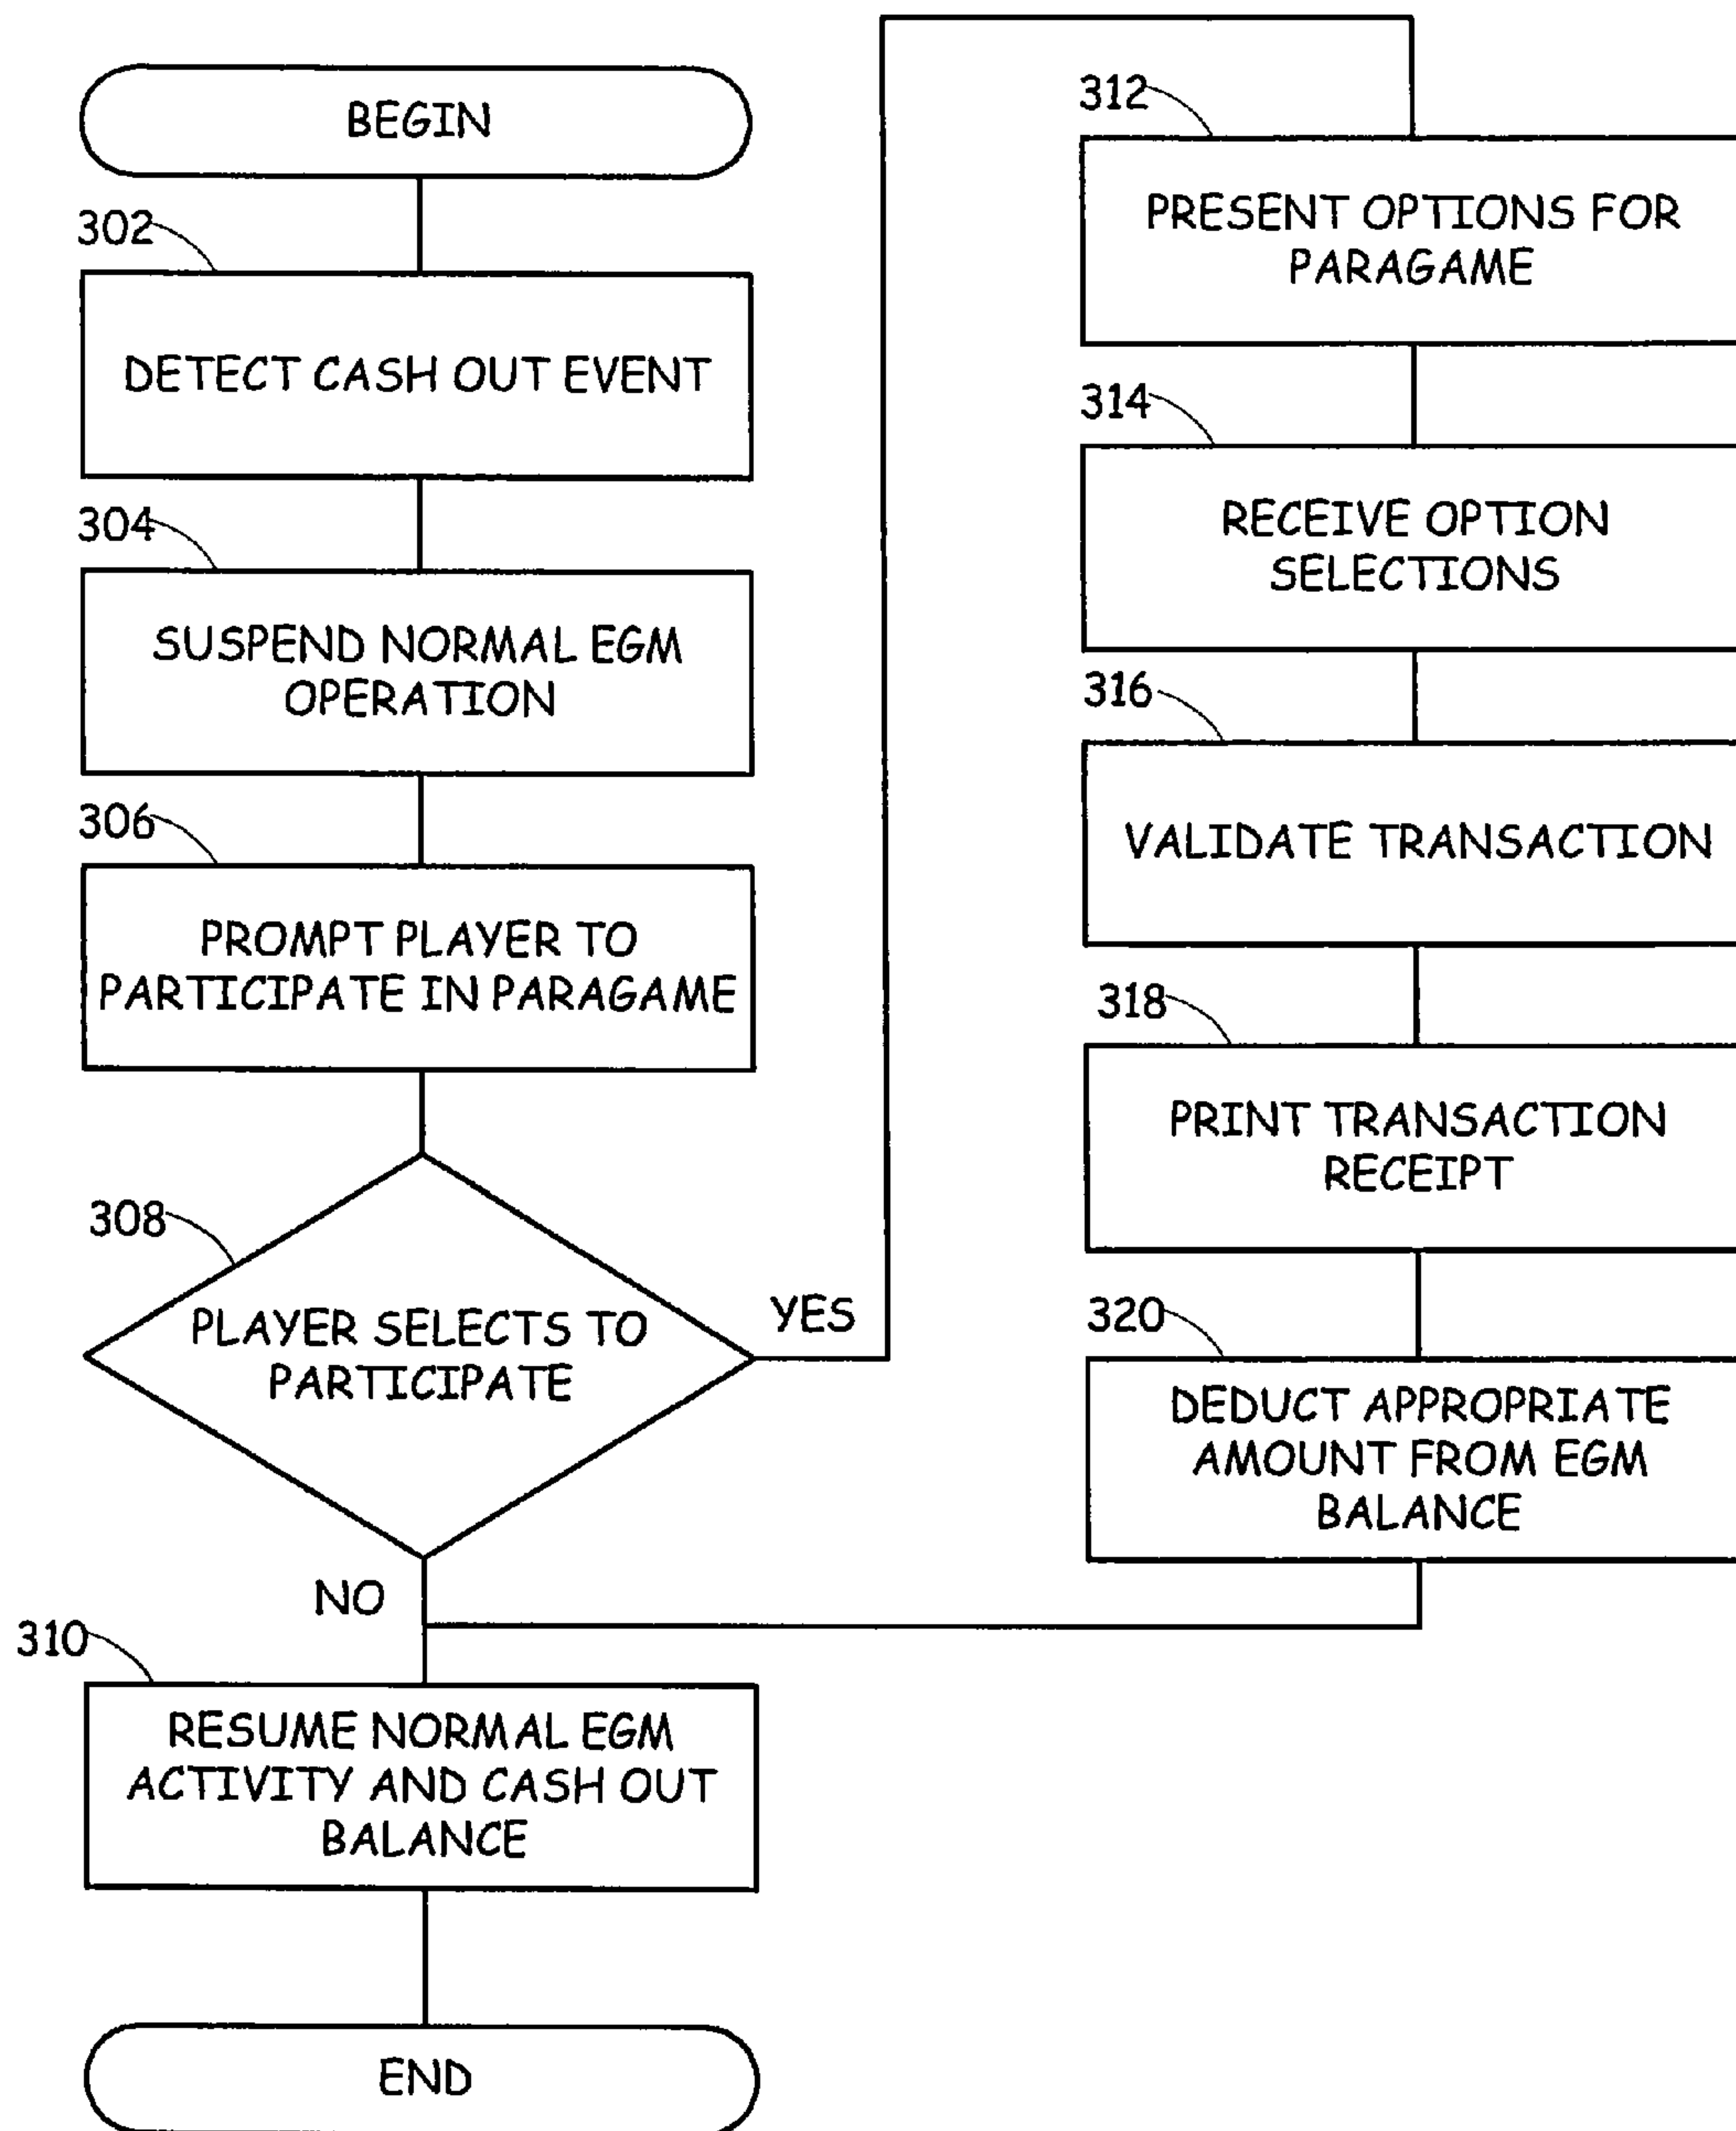 BEGIN
302
DETECT CASH OUT EVENT
304
SUSPEND NORMAL EGM
OPERATION
306
PROMPT PLAYER TO
PARTICIPATE IN PARAGAME
308
PLAYER SELECTS TO
PARTICIPATE
YES
NO
310
RESUME NORMAL EGM
ACTIVITY AND CASH OUT
BALANCE
END
312
PRESENT OPTIONS FOR
PARAGAME
314
RECEIVE OPTION
SELECTIONS
316
VALIDATE TRANSACTION
318
PRINT TRANSACTION
RECEIPT
320
DEDUCT APPROPRIATE
AMOUNT FROM EGM
BALANCE